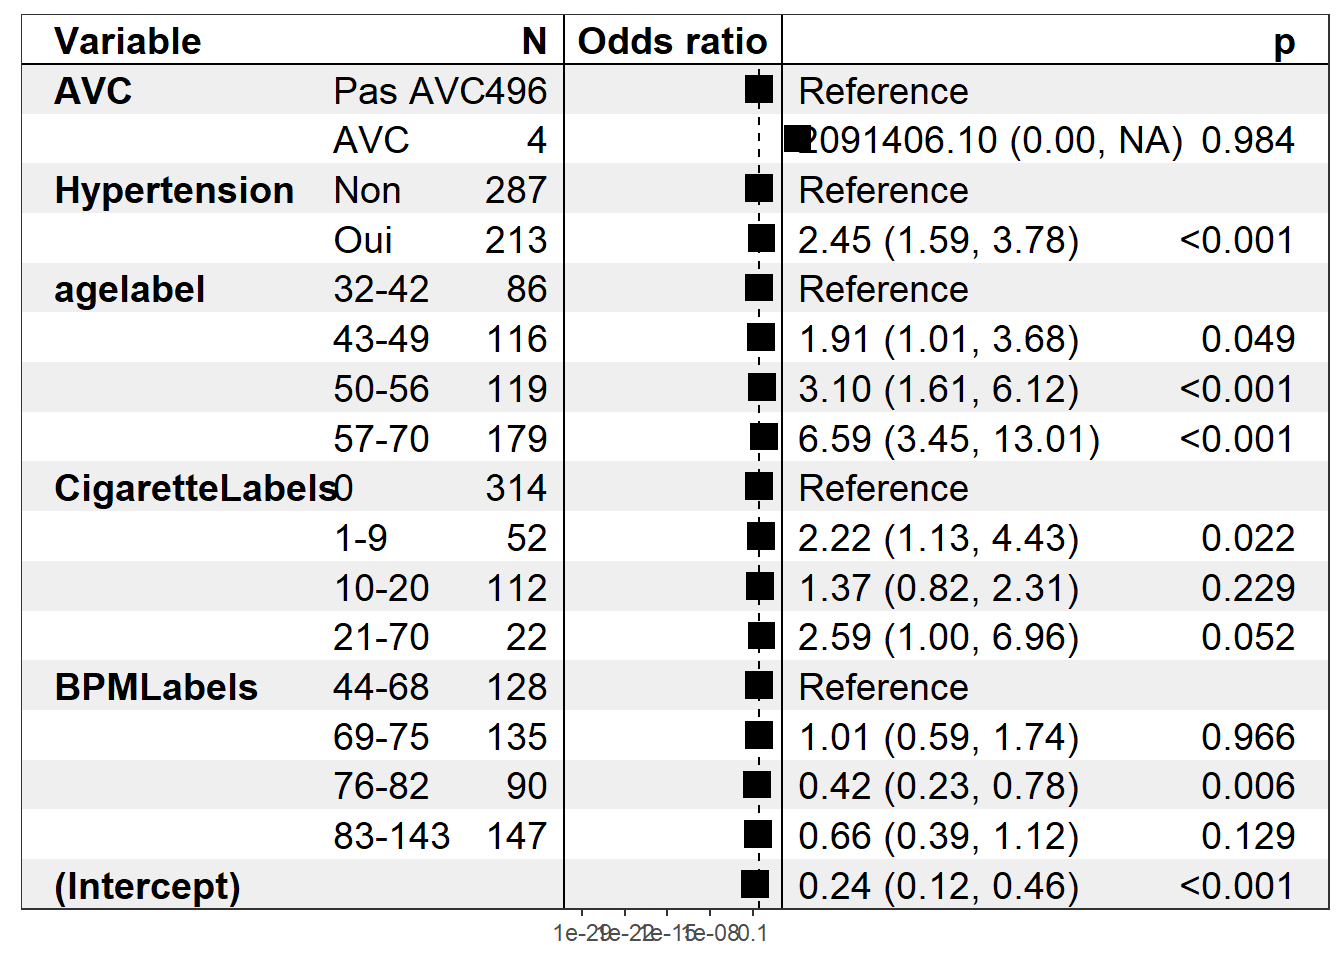 Variable N Odds ratio p
AVC Pas AVC 496 Reference
AVC 4 2091406.10 (0.00, NA) 0.984
Hypertension Non 287 Reference
Oui 213 2.45 (1.59, 3.78) <0.001
agelabel 32-42 86 Reference
43-49 116 1.91 (1.01, 3.68) 0.049
50-56 119 3.10 (1.61, 6.12) <0.001
57-70 179 6.59 (3.45, 13.01) <0.001
CigaretteLabels 0 314 Reference
1-9 52 2.22 (1.13, 4.43) 0.022
10-20 112 1.37 (0.82, 2.31) 0.229
21-70 22 2.59 (1.00, 6.96) 0.052
BPMLabels 44-68 128 Reference
69-75 135 1.01 (0.59, 1.74) 0.966
76-82 90 0.42 (0.23, 0.78) 0.006
83-143 147 0.66 (0.39, 1.12) 0.129
(Intercept) 0.24 (0.12, 0.46) <0.001
1e-29 1e-22 1e-15 1e-08 0.1